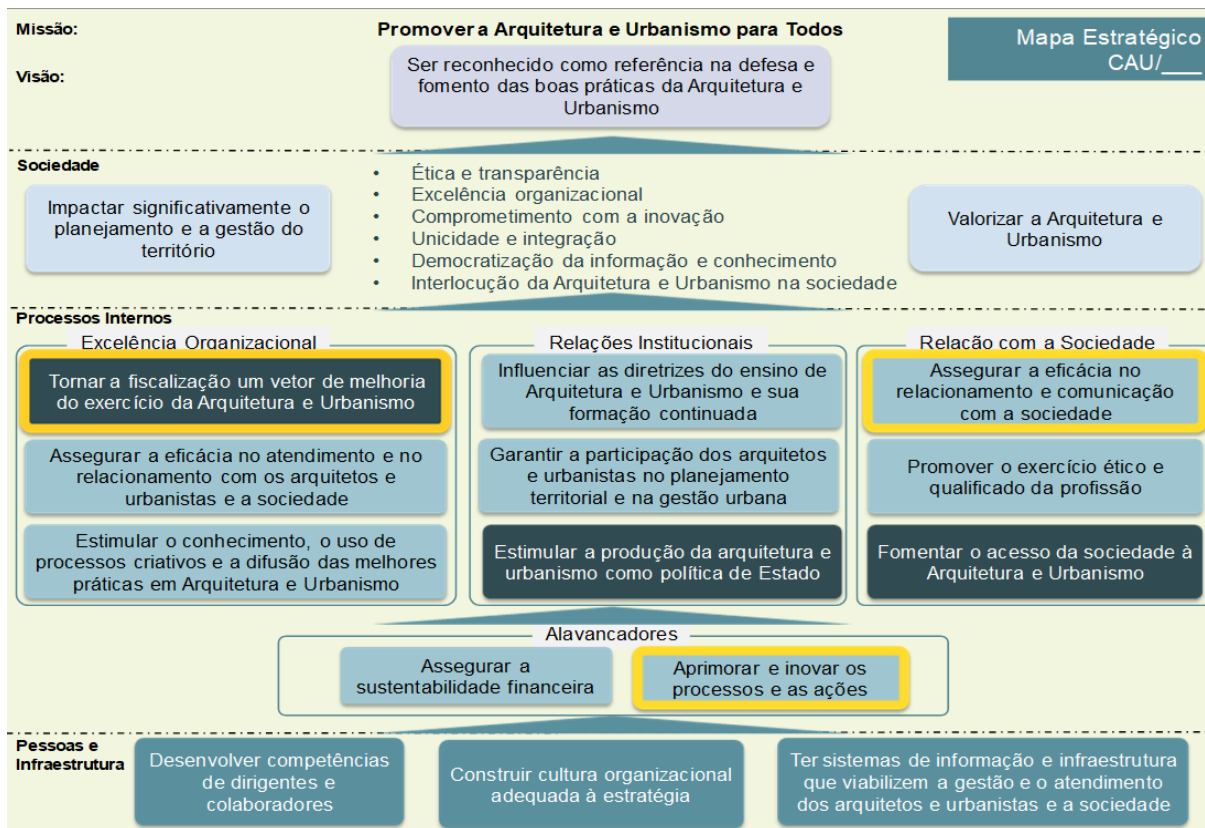 Missão:
Promover a Arquitetura e Urbanismo para Todos
Mapa Estratégico
CAU/___
Visão:
Ser reconhecido como referência na defesa e
fomento das boas práticas da Arquitetura e
Urbanismo
Sociedade
Impactar significativamente o
planejamento e a gestão do
território
• Ética e transparência
• Excelência organizacional
• Comprometimento com a inovação
• Unicidade e integração
• Democratização da informação e conhecimento
• Interlocução da Arquitetura e Urbanismo na sociedade
Valorizar a Arquitetura e
Urbanismo
Processos Internos
Excelência Organizacional
Tornar a fiscalização um vetor de melhoria
do exercício da Arquitetura e Urbanismo
Assegurar a eficácia no atendimento e no
relacionamento com os arquitetos e
urbanistas e a sociedade
Estimular o conhecimento, o uso de
processos criativos e a difusão das melhores
práticas em Arquitetura e Urbanismo
Relações Institucionais
Influenciar as diretrizes do ensino de
Arquitetura e Urbanismo e sua
formação continuada
Garantir a participação dos arquitetos
e urbanistas no planejamento
territorial e na gestão urbana
Estimular a produção da arquitetura e
urbanismo como política de Estado
Relacão com a Sociedade
Assegurar a eficácia no
relacionamento e comunicação
com a sociedade
Promover o exercício ético e
qualificado da profissão
Fomentar o acesso da sociedade à
Arquitetura e Urbanismo
Alavancadores
Assegurar a
sustentabilidade financeira
Aprimorar e inovar os
processos e as ações
Pessoas e
Infraestrutura
Desenvolver competências
de dirigentes e
colaboradores
Construir cultura organizacional
adequada à estratégia
Ter sistemas de informação e infraestrutura
que viabilizem a gestão e o atendimento
dos arquitetos e urbanistas e a sociedade